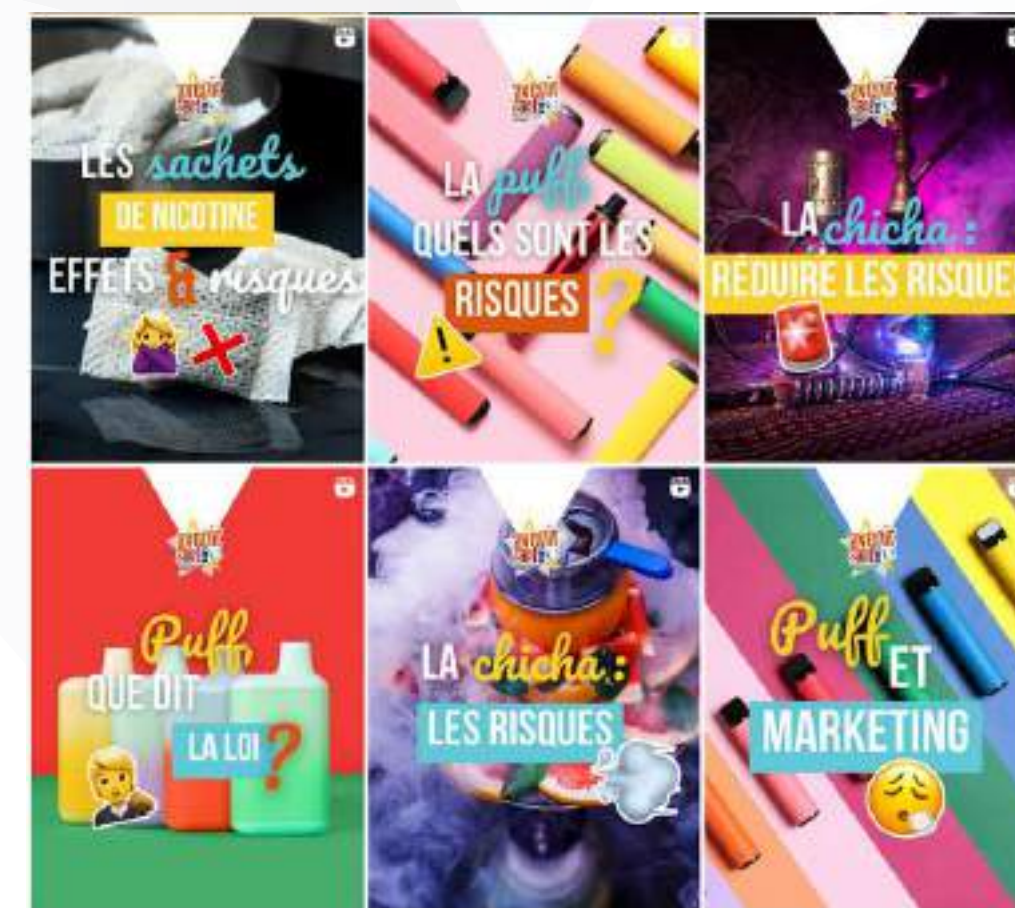 LES sachets
DE NICOTINE
EFFETS & risques
LA puff,
QUELS SONT LES
RISQUES ?
LA chicha :
RÉDUIRE LES RISQUE
Puff,
QUE DIT
LA LOI ?
LA chicha :
LES RISQUES
Puff ET
MARKETING